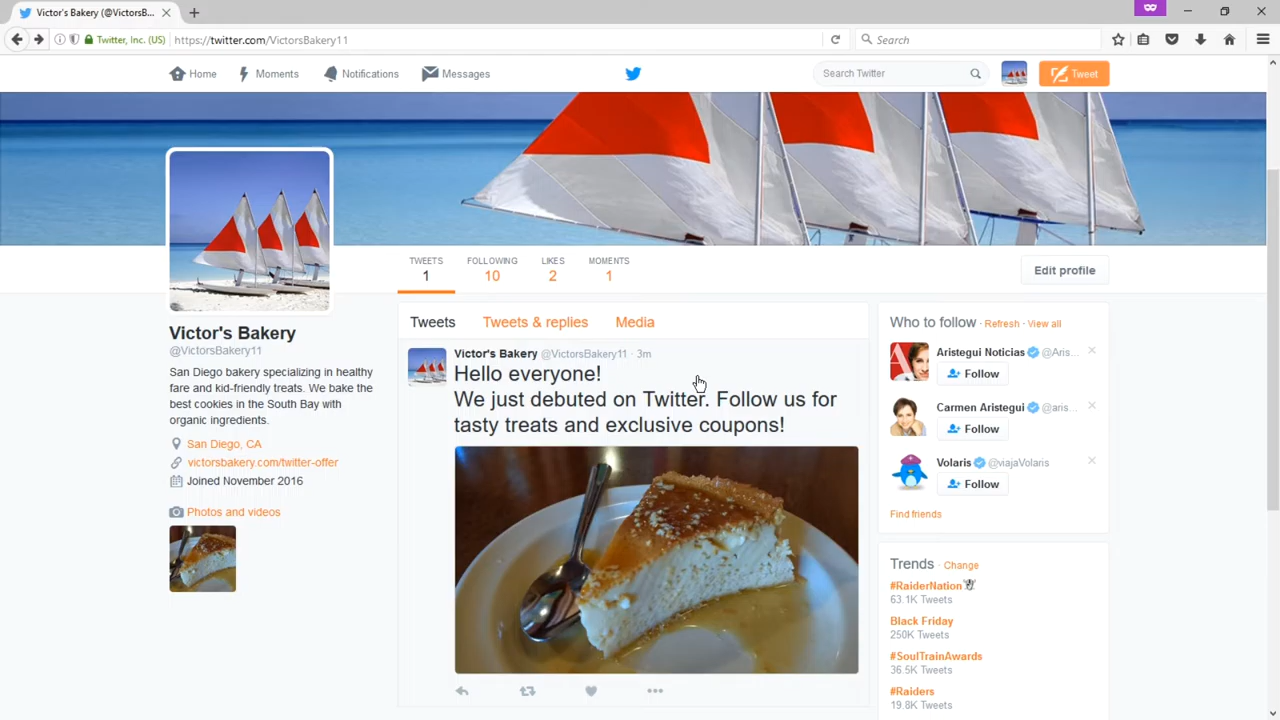 Victor's Bakery (@VictorsB...
Twitter, Inc. (US)
https://twitter.com/VictorsBakery11
Search
Home
Moments
Notifications
Messages
Search Twitter
Tweet
TWEETS
1
FOLLOWING
10
LIKES
2
MOMENTS
1
Edit profile
Victor's Bakery
@VictorsBakery11
San Diego bakery specializing in healthy
fare and kid-friendly treats. We bake the
best cookies in the South Bay with
organic ingredients.
San Diego, CA
victorsbakery.com/twitter-offer
Joined November 2016
Photos and videos
Tweets
Tweets & replies
Media
Victor's Bakery @VictorsBakery11 · 3m
Hello everyone!
We just debuted on Twitter. Follow us for
tasty treats and exclusive coupons!
Who to follow · Refresh · View all
Aristegui Noticias @Aris...
Follow
Carmen Aristegui @aris...
Follow
Volaris @viajaVolaris
Follow
Find friends
Trends · Change
#RaiderNation
63.1K Tweets
Black Friday
250K Tweets
#SoulTrainAwards
36.5K Tweets
#Raiders
19.8K Tweets